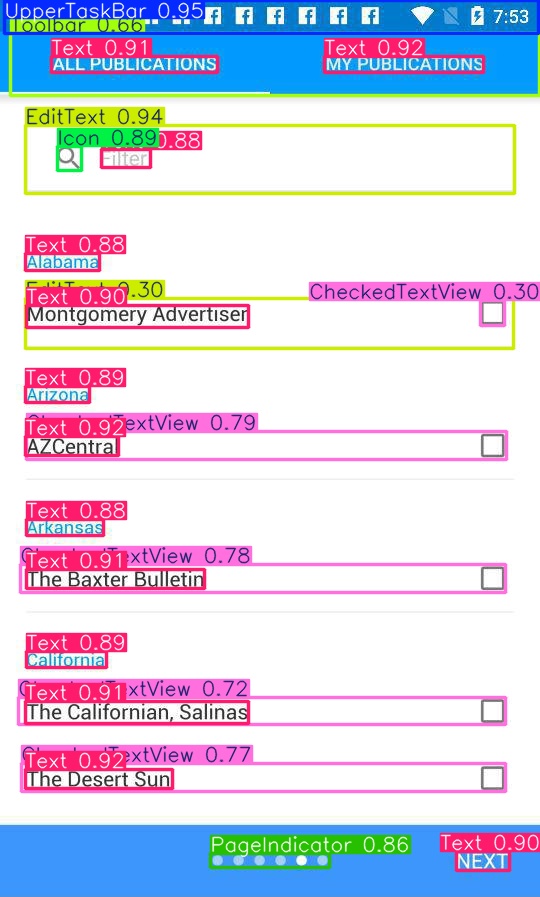 UpperTaskBar 0.95
7:53
Toolbar 0.66
Text 0.91
Text 0.92
ALL PUBLICATIONS
MY PUBLICATIONS
EditText 0.94
Icon 0.89
0.88
Filter
Text 0.88
Alabama
0.30
CheckedTextView 0.30
Text 0.90
Montgomery Advertiser
Text 0.89
Arizona
CheckedTextView 0.79
Text 0.92
AZCentral
Text 0.88
Arkansas
CheckedTextView 0.78
Text 0.91
The Baxter Bulletin
Text 0.89
California
CheckedTextView 0.72
Text 0.91
The Californian, Salinas
CheckedTextView 0.77
Text 0.92
The Desert Sun
PageIndicator 0.86
Text 0.90
NEXT